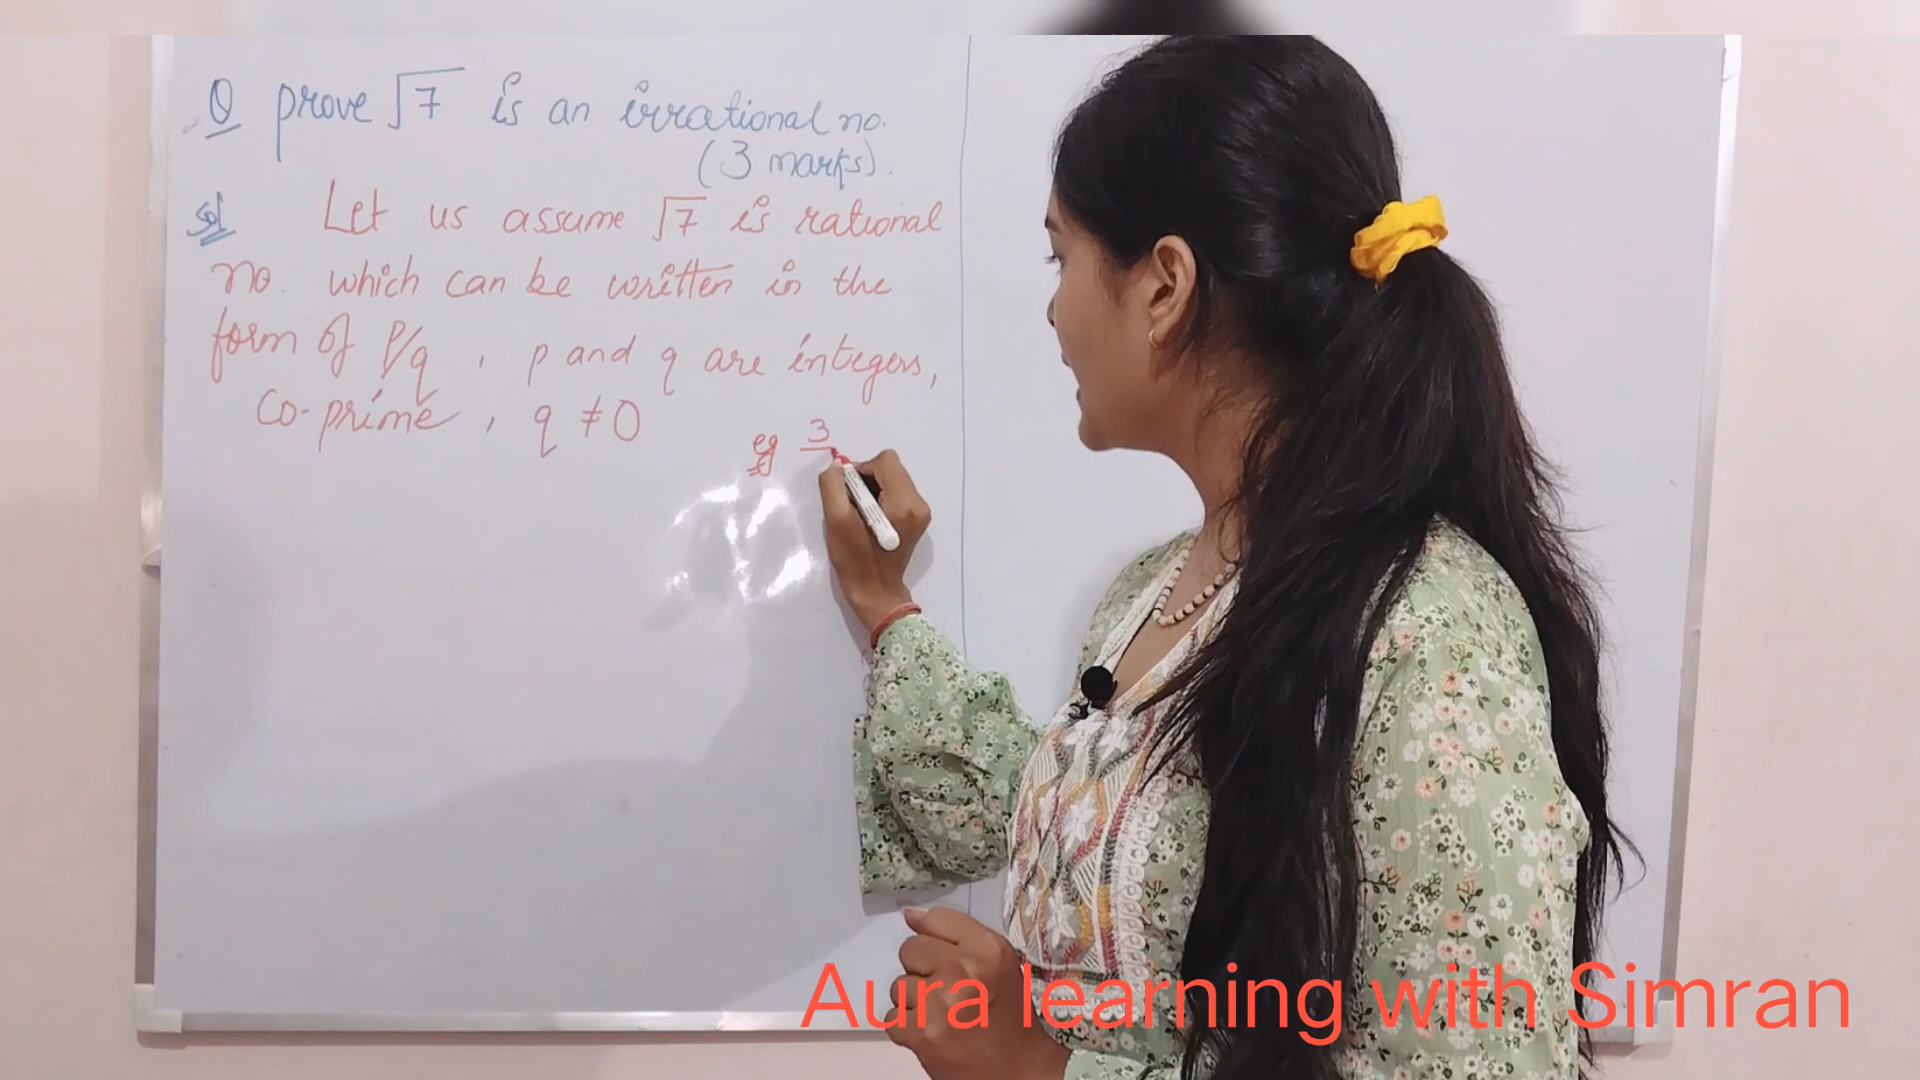 Q prove √7 is an irrational no.
(3 marks).
Sol Let us assume √7 is rational
no. which can be written in the
form of P/q , p and q are integers,
Co-prime , q ≠ 0
eg 3
Aura learning with Simran